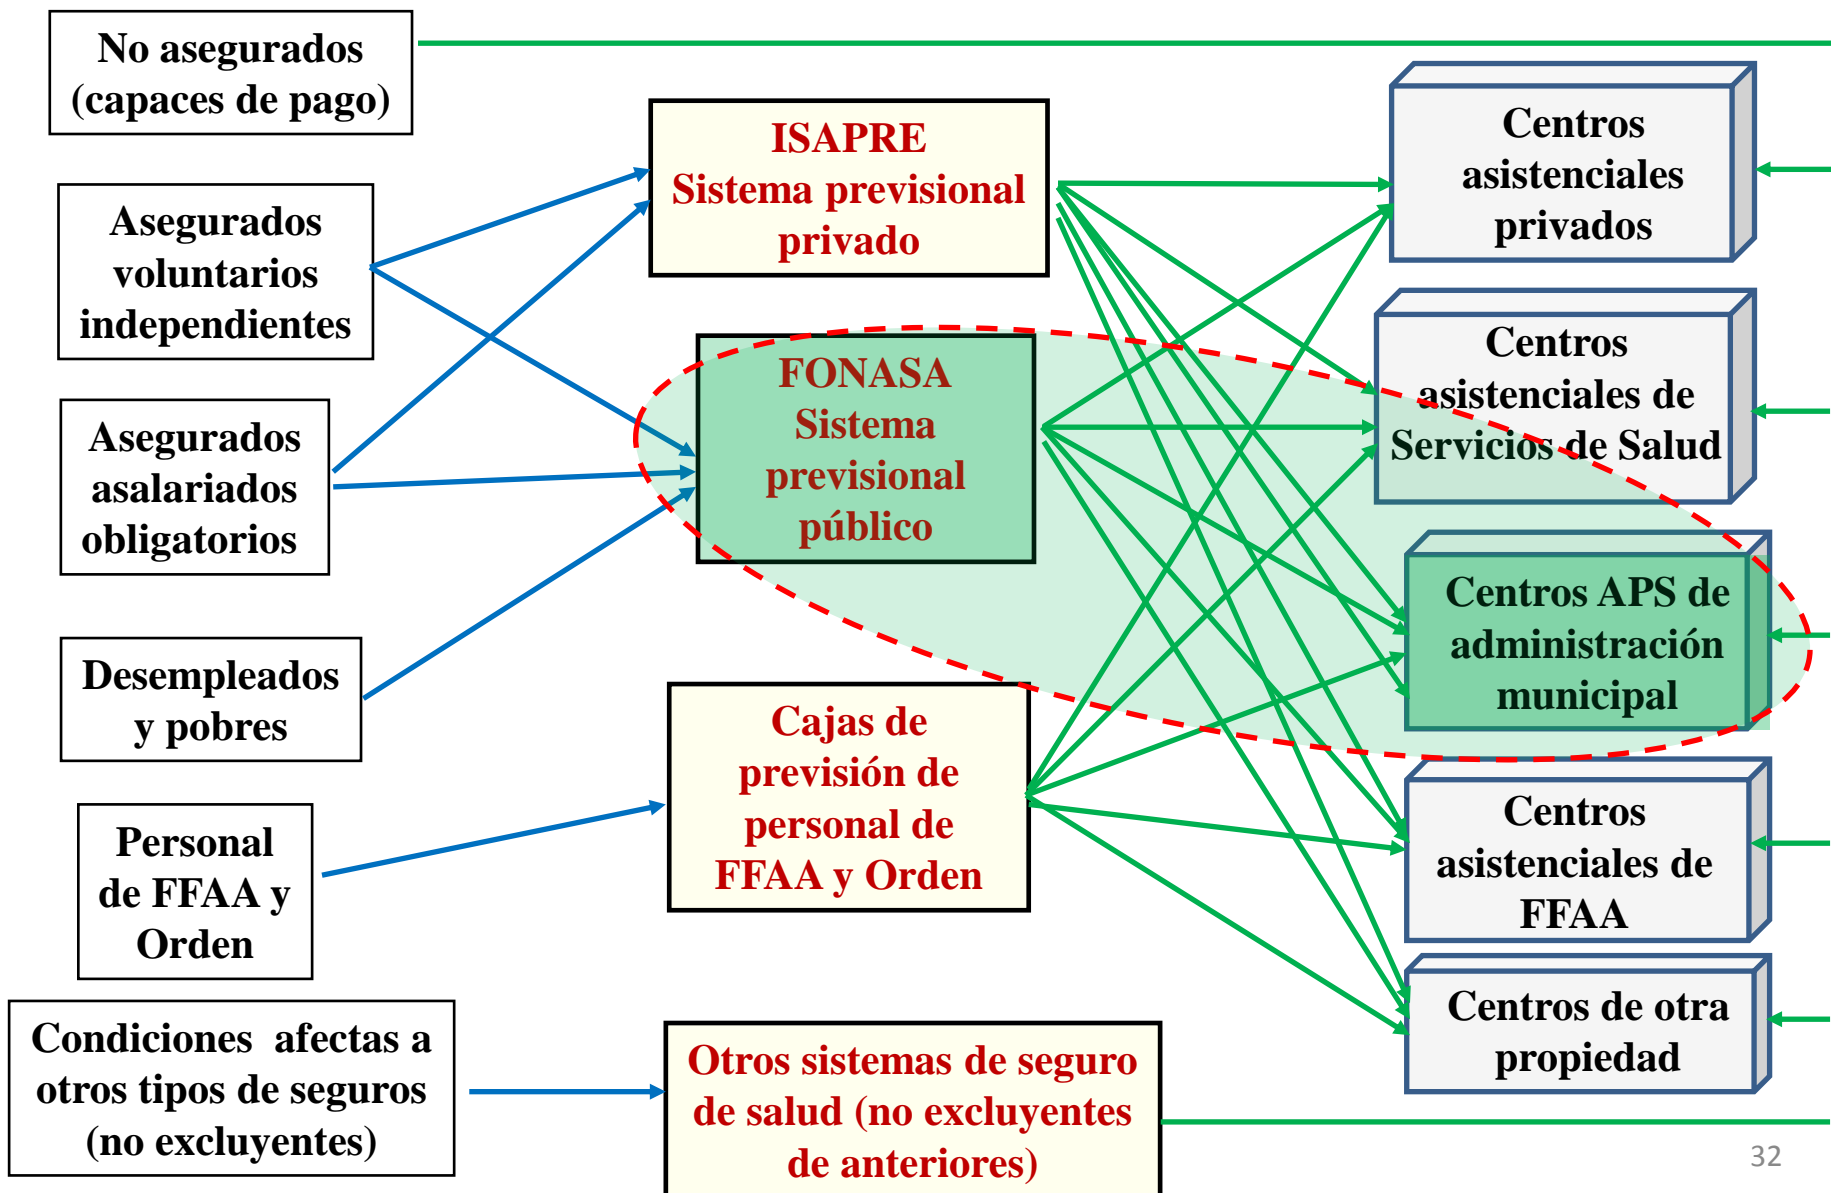 No asegurados
(capaces de pago)
Asegurados
voluntarios
independientes
Asegurados
asalariados
obligatorios
Desempleados
y pobres
Personal
de FFAA y
Orden
Condiciones afectas a
otros tipos de seguros
(no excluyentes)
ISAPRE
Sistema previsional
privado
FONASA
Sistema
previsional
público
Cajas de
previsión de
personal de
FFAA y Orden
Otros sistemas de seguro
de salud (no excluyentes
de anteriores)
Centros
asistenciales
privados
Centros
asistenciales de
Servicios de Salud
Centros APS de
administración
municipal
Centros
asistenciales de
FFAA
Centros de otra
propiedad
32